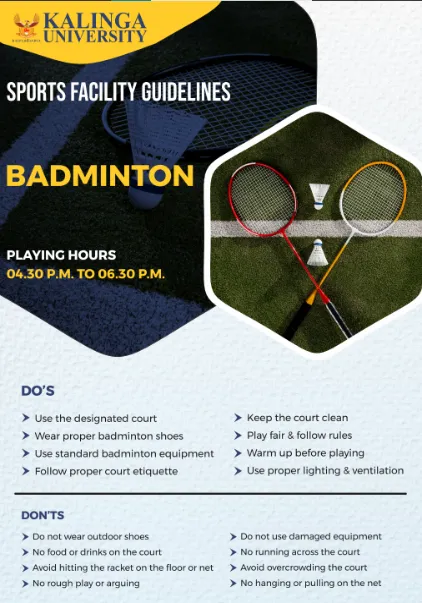 KALINGA
UNIVERSITY
SPORTS FACILITY GUIDELINES
BADMINTON
PLAYING HOURS
04.30 P.M. TO 06.30 P.M.
DO'S
Use the designated court
Wear proper badminton shoes
Use standard badminton equipment
Follow proper court etiquette
Keep the court clean
Play fair & follow rules
Warm up before playing
Use proper lighting & ventilation
DON'TS
Do not wear outdoor shoes
No food or drinks on the court
Avoid hitting the racket on the floor or net
No rough play or arguing
Do not use damaged equipment
No running across the court
Avoid overcrowding the court
No hanging or pulling on the net